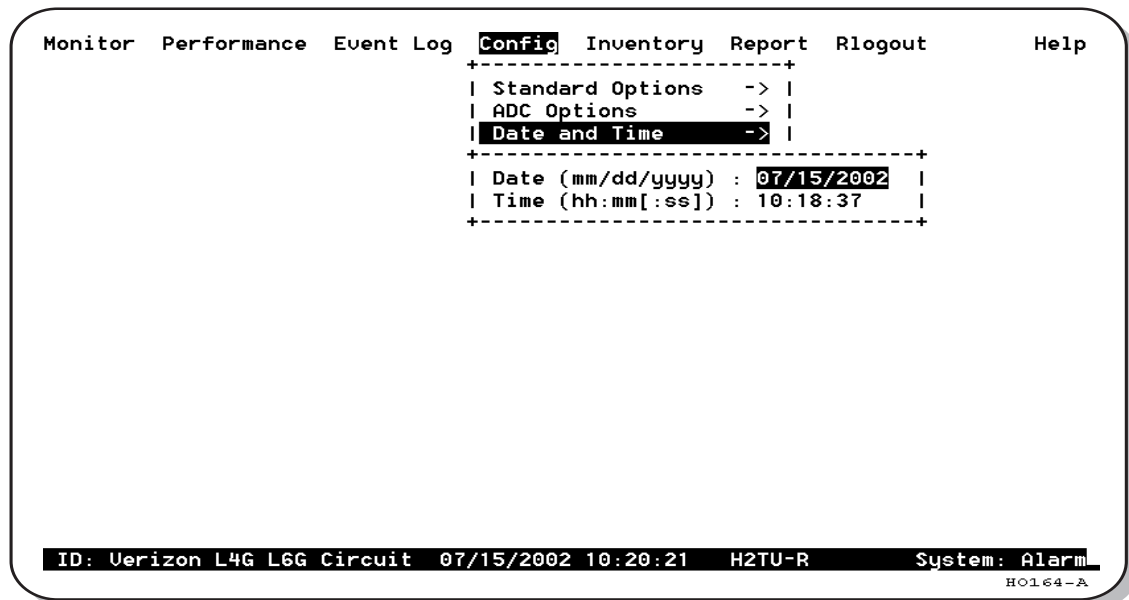 Monitor  Performance  Event Log  Config  Inventory  Report  Rlogout  Help
+-----------------------+
| Standard Options   -> |
| ADC Options        -> |
| Date and Time      -> |
+---------------------------------+
| Date (mm/dd/yyyy) : 07/15/2002  |
| Time (hh:mm[:ss]) : 10:18:37    |
+---------------------------------+
ID: Verizon L4G L6G Circuit  07/15/2002 10:20:21  H2TU-R  System: Alarm
H0164-A